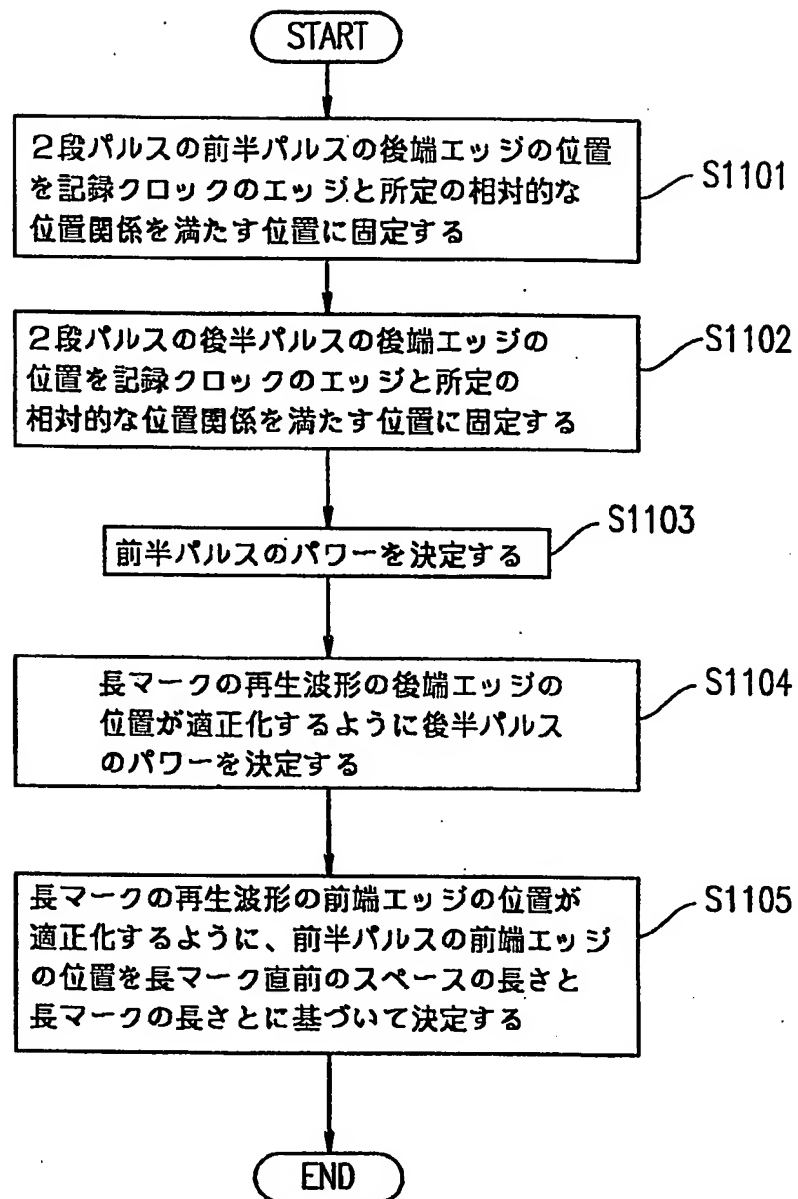 START
2段パルスの前半パルスの後端エッジの位置
を記録クロックのエッジと所定の相対的な
位置関係を満たす位置に固定する
S1101
2段パルスの後半パルスの後端エッジの
位置を記録クロックのエッジと所定の
相対的な位置関係を満たす位置に固定する
S1102
前半パルスのパワーを決定する
S1103
長マークの再生波形の後端エッジの
位置が適正化するように後半パルス
のパワーを決定する
S1104
長マークの再生波形の前端エッジの位置が
適正化するように、前半パルスの前端エッジ
の位置を長マーク直前のスペースの長さと
長マークの長さとに基づいて決定する
S1105
END